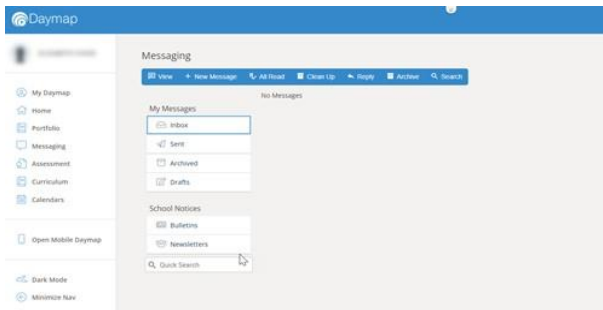 Daymap
Messaging
View + New Message All Read Clean Up Reply Archive Search
No Messages
My Messages
Inbox
Sent
Archived
Drafts
School Notices
Bulletins
Newsletters
Quick Search
My Daymap
Home
Portfolio
Messaging
Assessment
Curriculum
Calendars
Open Mobile Daymap
Dark Mode
Minimize Nav